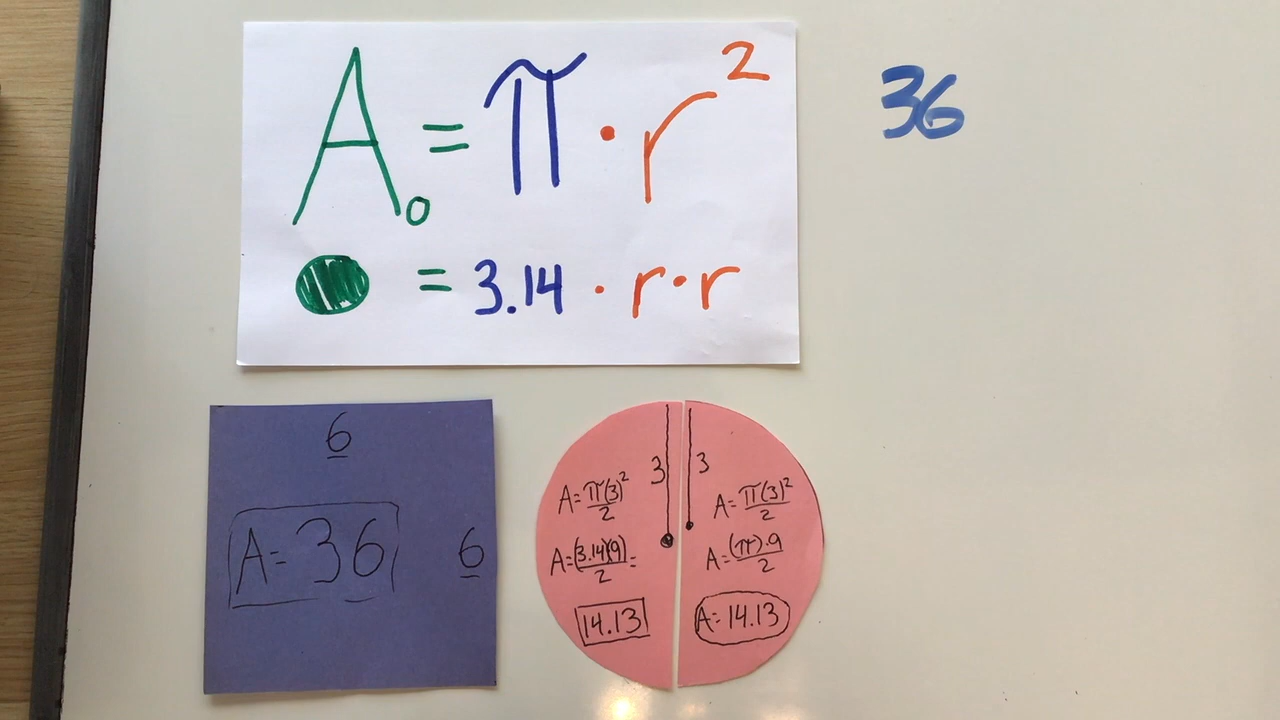 A₀ = π · r²
= 3.14 · r · r
36
6
A = 36
6
3
A = π(3)²/2
A = (3.14)(9)/2 =
14.13
3
A = π(3)²/2
A = (π)·9/2
A = 14.13